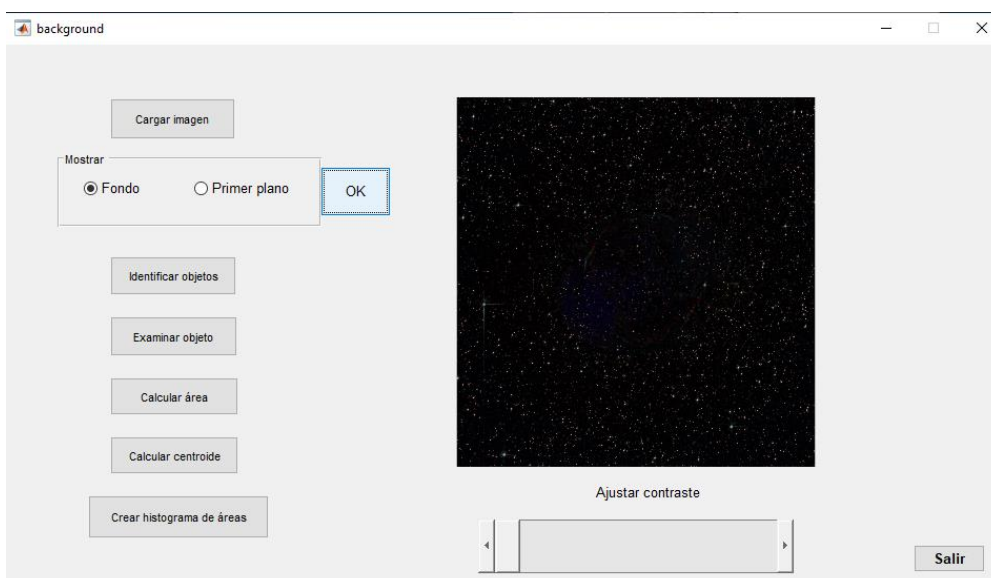 background
Cargar imagen
Mostrar
Fondo
Primer plano
OK
Identificar objetos
Examinar objeto
Calcular área
Calcular centroide
Crear histograma de áreas
Ajustar contraste
Salir